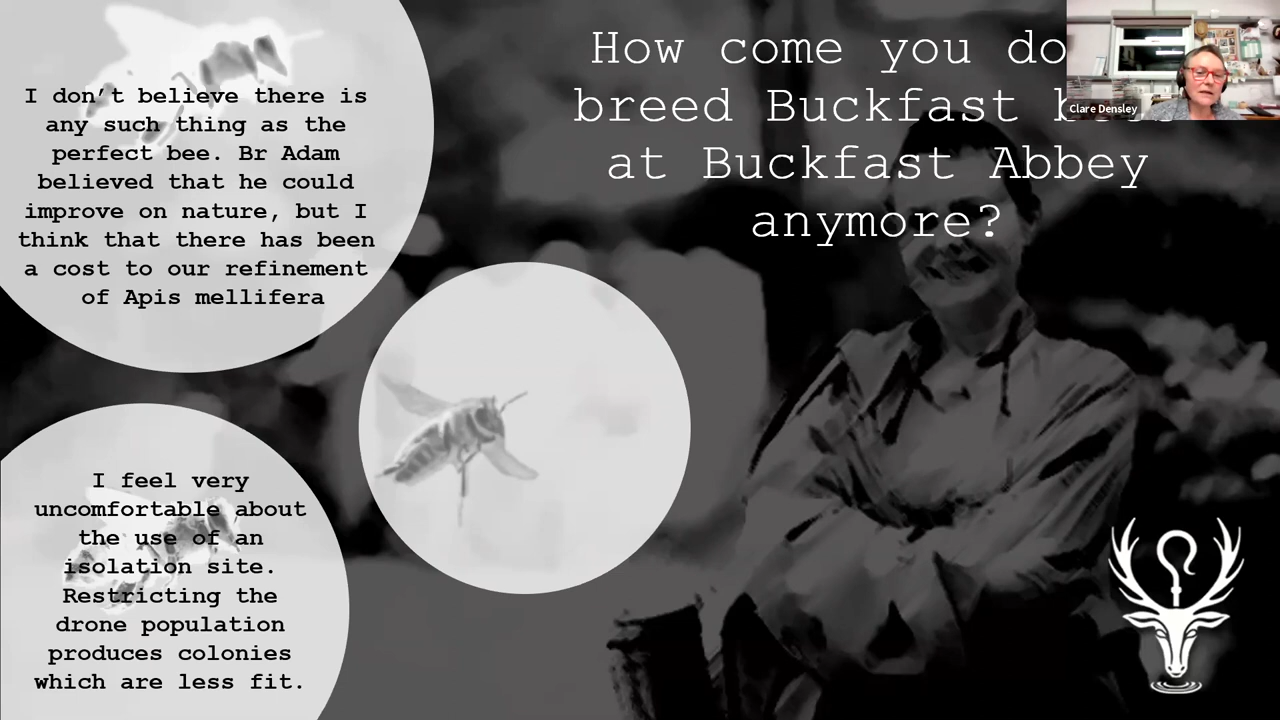 How come you do
breed Buckfast
at Buckfast Abbey
anymore?
Clare Densley
I don't believe there is
any such thing as the
perfect bee. Br Adam
believed that he could
improve on nature, but I
think that there has been
a cost to our refinement
of Apis mellifera
I feel very
uncomfortable about
the use of an
isolation site.
Restricting the
drone population
produces colonies
which are less fit.